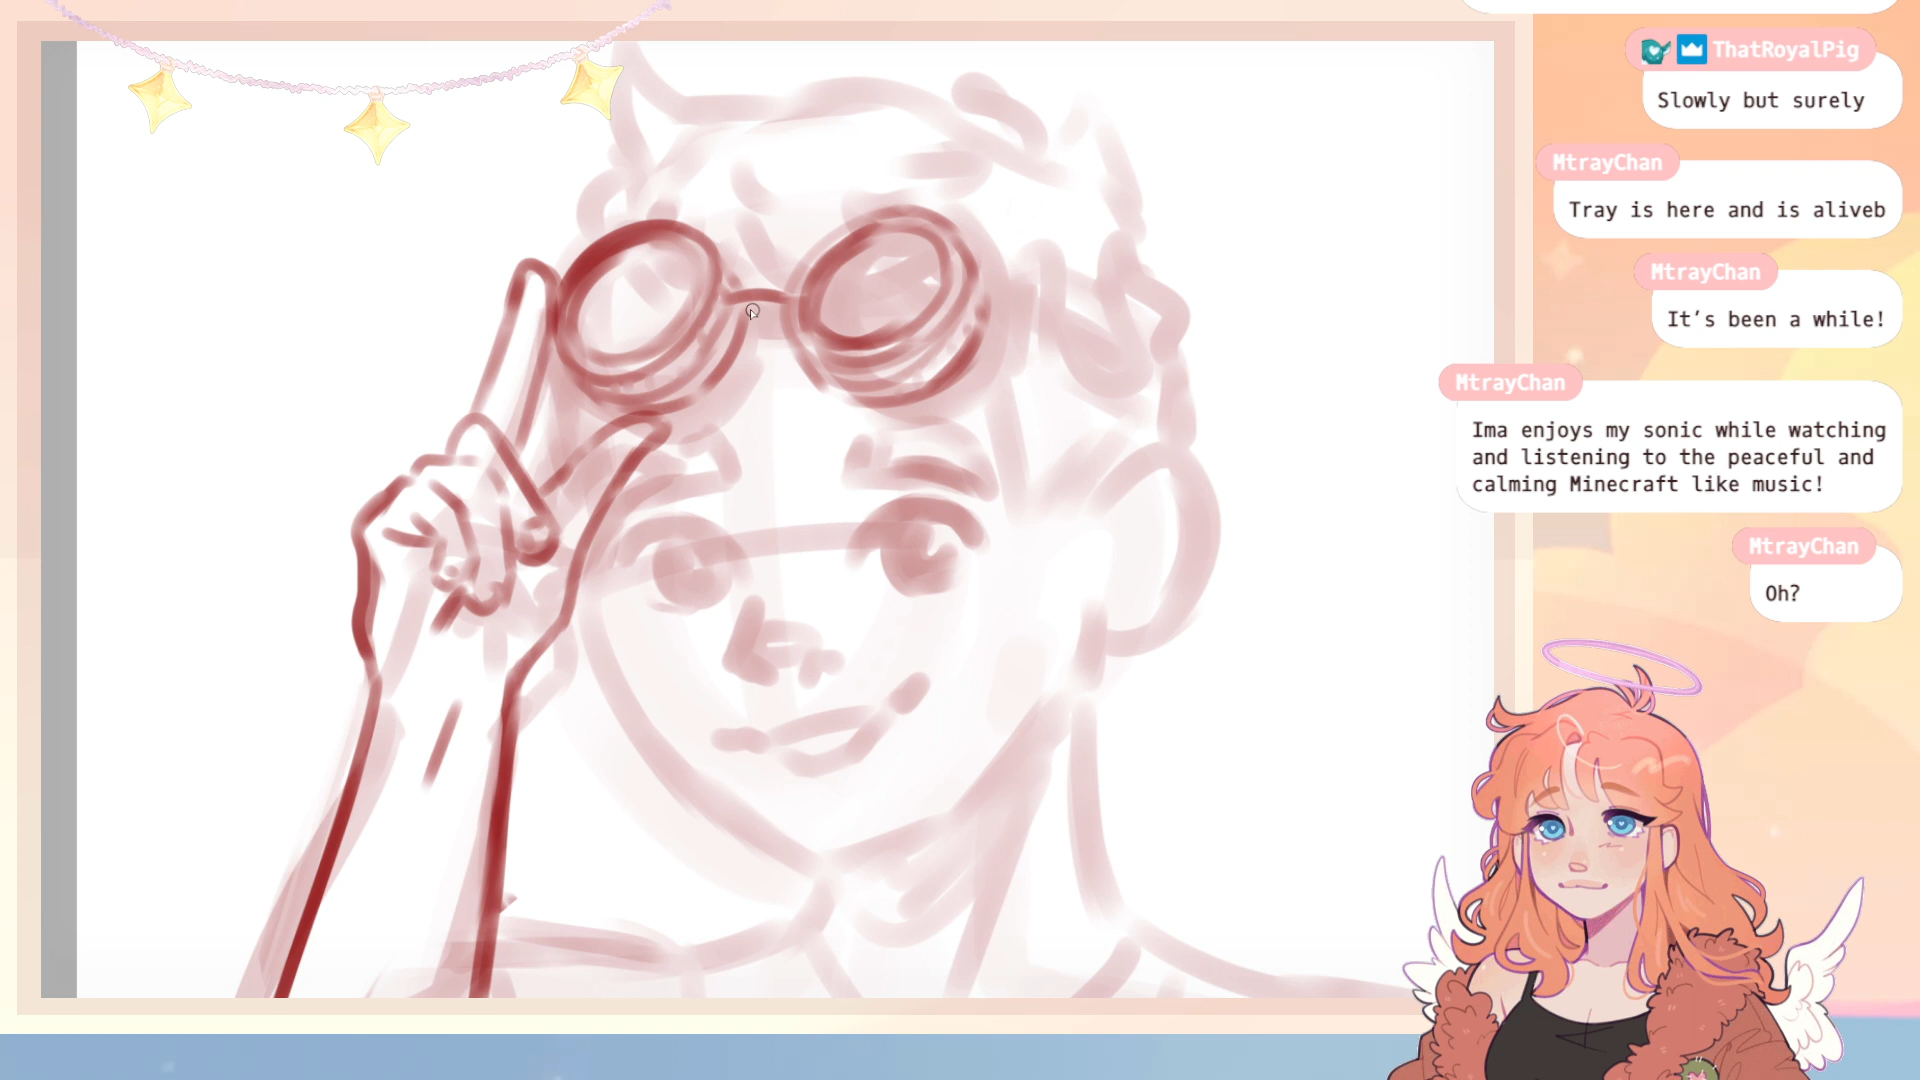 ThatRoyalPig
Slowly but surely
MtrayChan
Tray is here and is aliveb
MtrayChan
It's been a while!
MtrayChan
Ima enjoys my sonic while watching
and listening to the peaceful and
calming Minecraft like music!
MtrayChan
Oh?